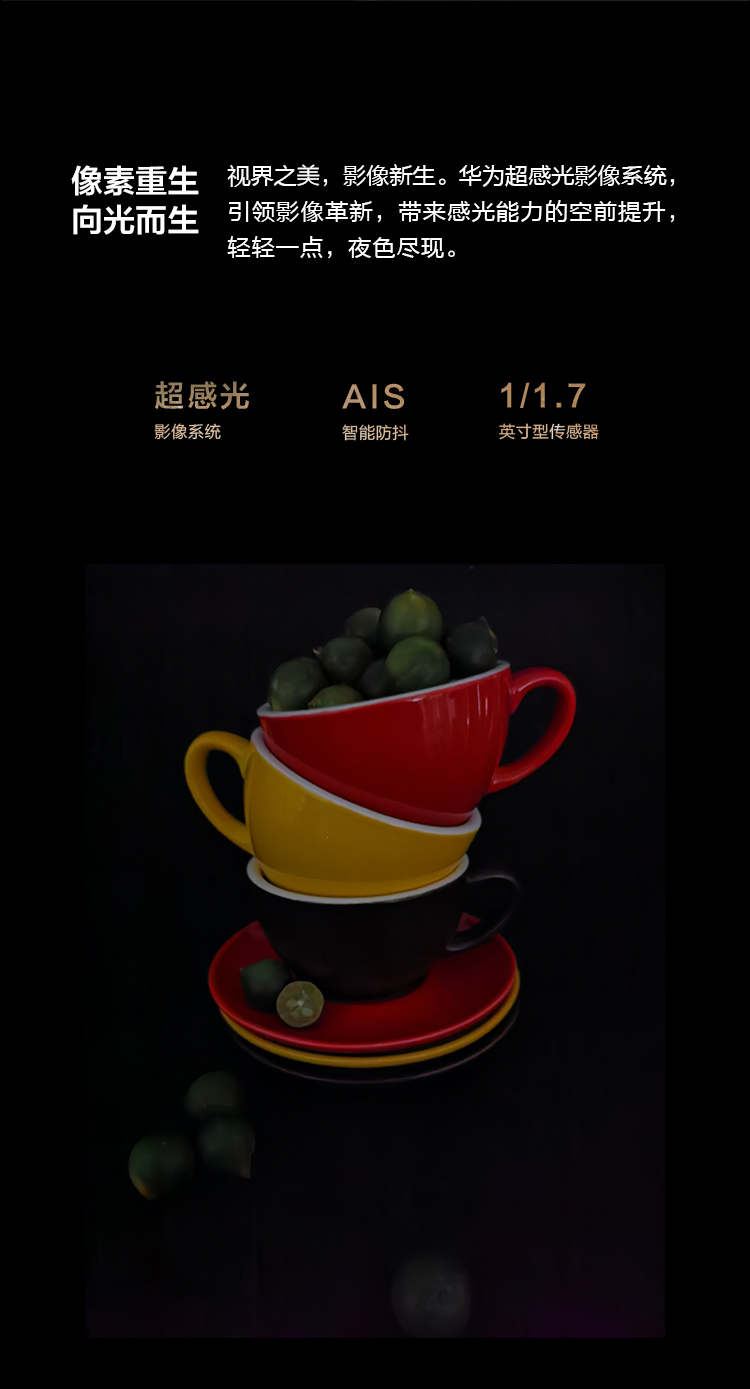 像素重生
向光而生
视界之美，影像新生。华为超感光影像系统，
引领影像革新，带来感光能力的空前提升，
轻轻一点，夜色尽现。
超感光
影像系统
AIS
智能防抖
1/1.7
英寸型传感器